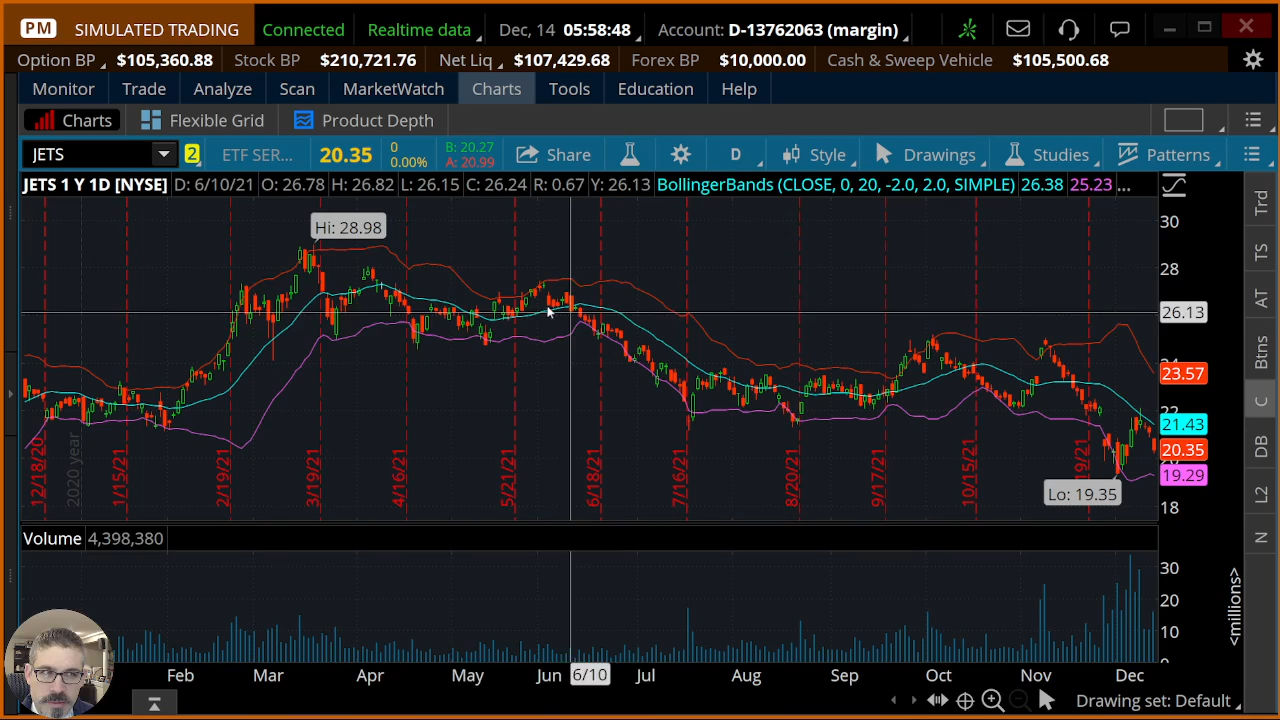 PM SIMULATED TRADING Connected Realtime data Dec, 14 05:58:48 Account: D-13762063 (margin)
Option BP $105,360.88 Stock BP $210,721.76 Net Liq $107,429.68 Forex BP $10,000.00 Cash & Sweep Vehicle $105,500.68
Monitor Trade Analyze Scan MarketWatch Charts Tools Education Help
Charts Flexible Grid Product Depth
JETS 2 ETF SER... 20.35 0 B: 20.27 Share D Style Drawings Studies Patterns
0.00% A: 20.99
JETS 1 Y 1D [NYSE] D: 6/10/21 O: 26.78 H: 26.82 L: 26.15 C: 26.24 R: 0.67 Y: 26.13 BollingerBands (CLOSE, 0, 20, -2.0, 2.0, SIMPLE) 26.38 25.23 ...
Hi: 28.98
30
28
26.13
23.57
22
21.43
20.35
19.29
18
Lo: 19.35
12/18/20 2020 year 1/15/21 2/19/21 3/19/21 4/16/21 5/21/21 6/18/21 7/16/21 8/20/21 9/17/21 10/15/21 19/21
Trd
TS
AT
Btns
C
DB
L2
N
Volume 4,398,380
30
20
10
<millions>
Feb Mar Apr May Jun 6/10 Jul Aug Sep Oct Nov Dec
Drawing set: Default